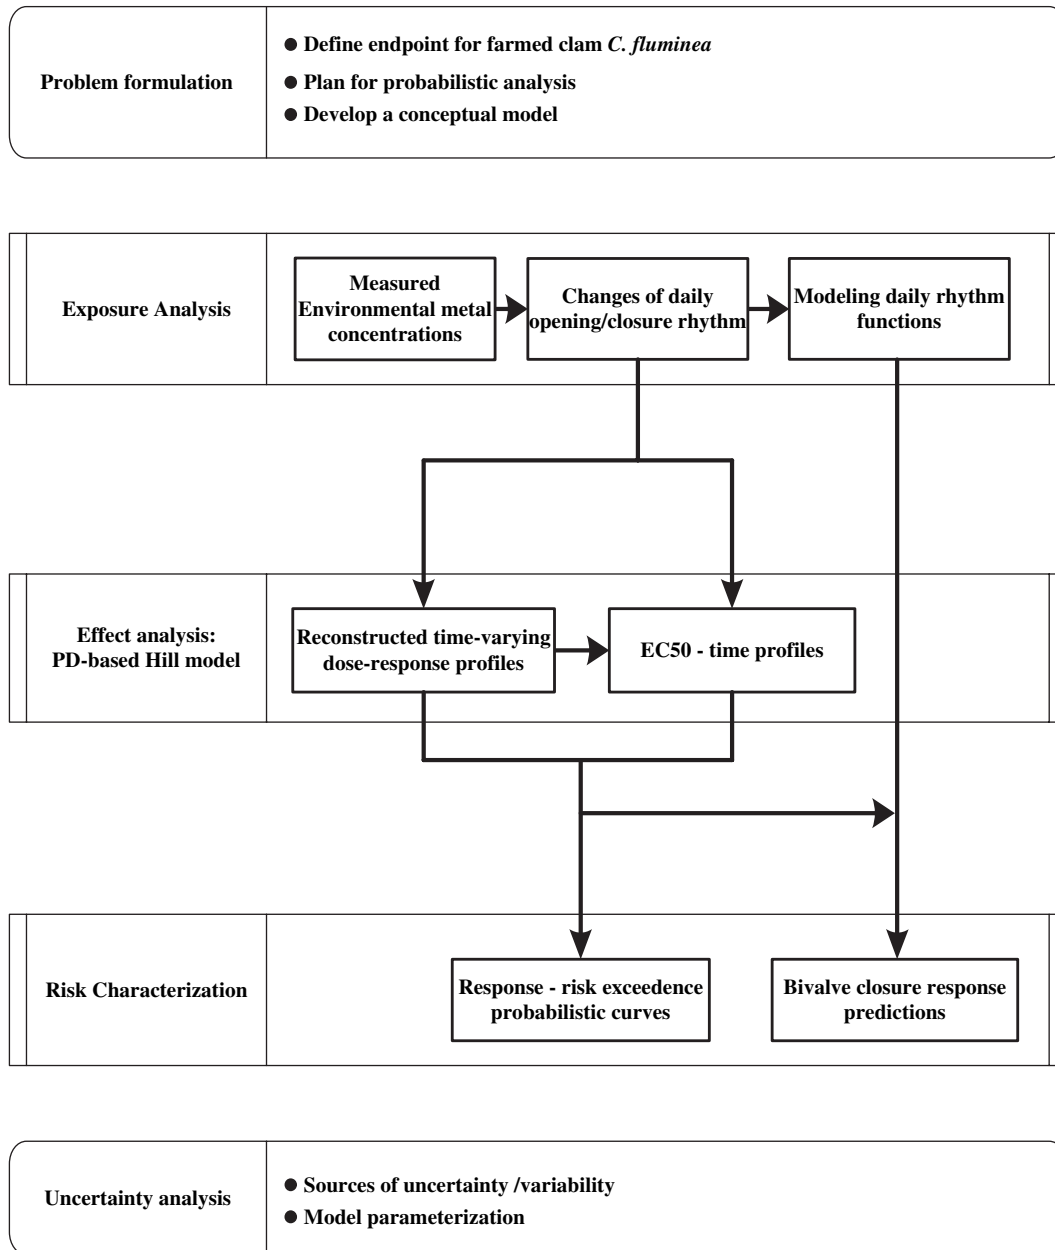 Problem formulation
● Define endpoint for farmed clam C. fluminea
● Plan for probabilistic analysis
● Develop a conceptual model
Exposure Analysis
Measured
Environmental metal
concentrations
Changes of daily
opening/closure rhythm
Modeling daily rhythm
functions
Effect analysis:
PD-based Hill model
Reconstructed time-varying
dose-response profiles
EC50 - time profiles
Risk Characterization
Response - risk exceedence
probabilistic curves
Bivalve closure response
predictions
Uncertainty analysis
● Sources of uncertainty /variability
● Model parameterization